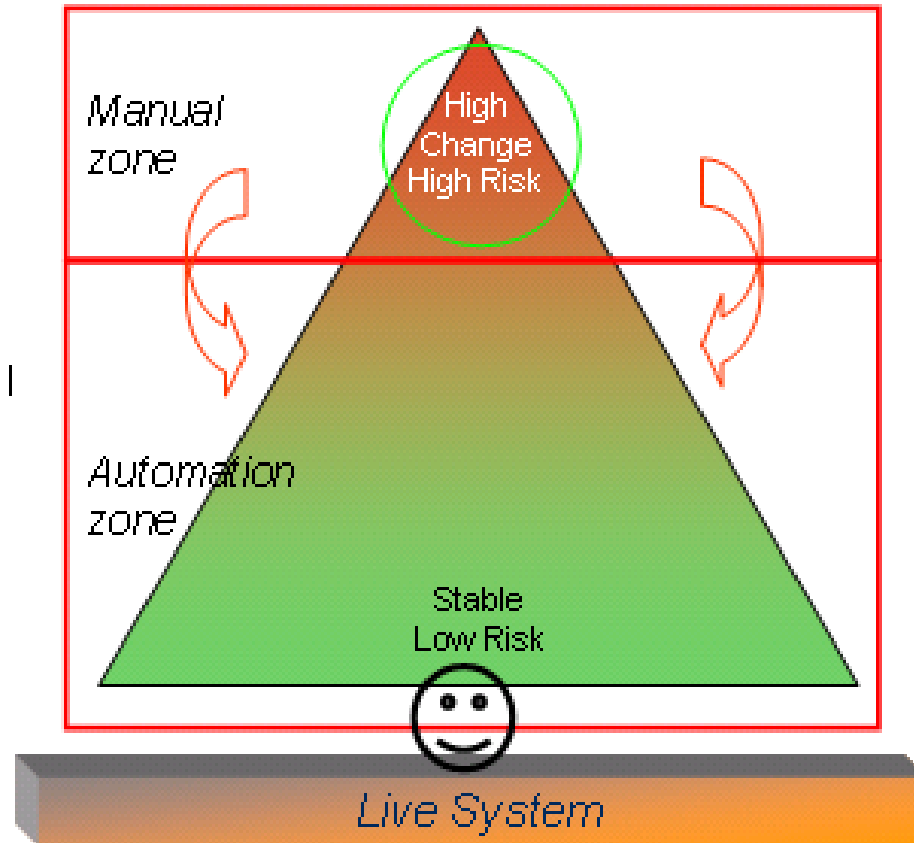 Manual
zone
High
Change
High Risk
l
Automation
zone
Stable
Low Risk
Live System